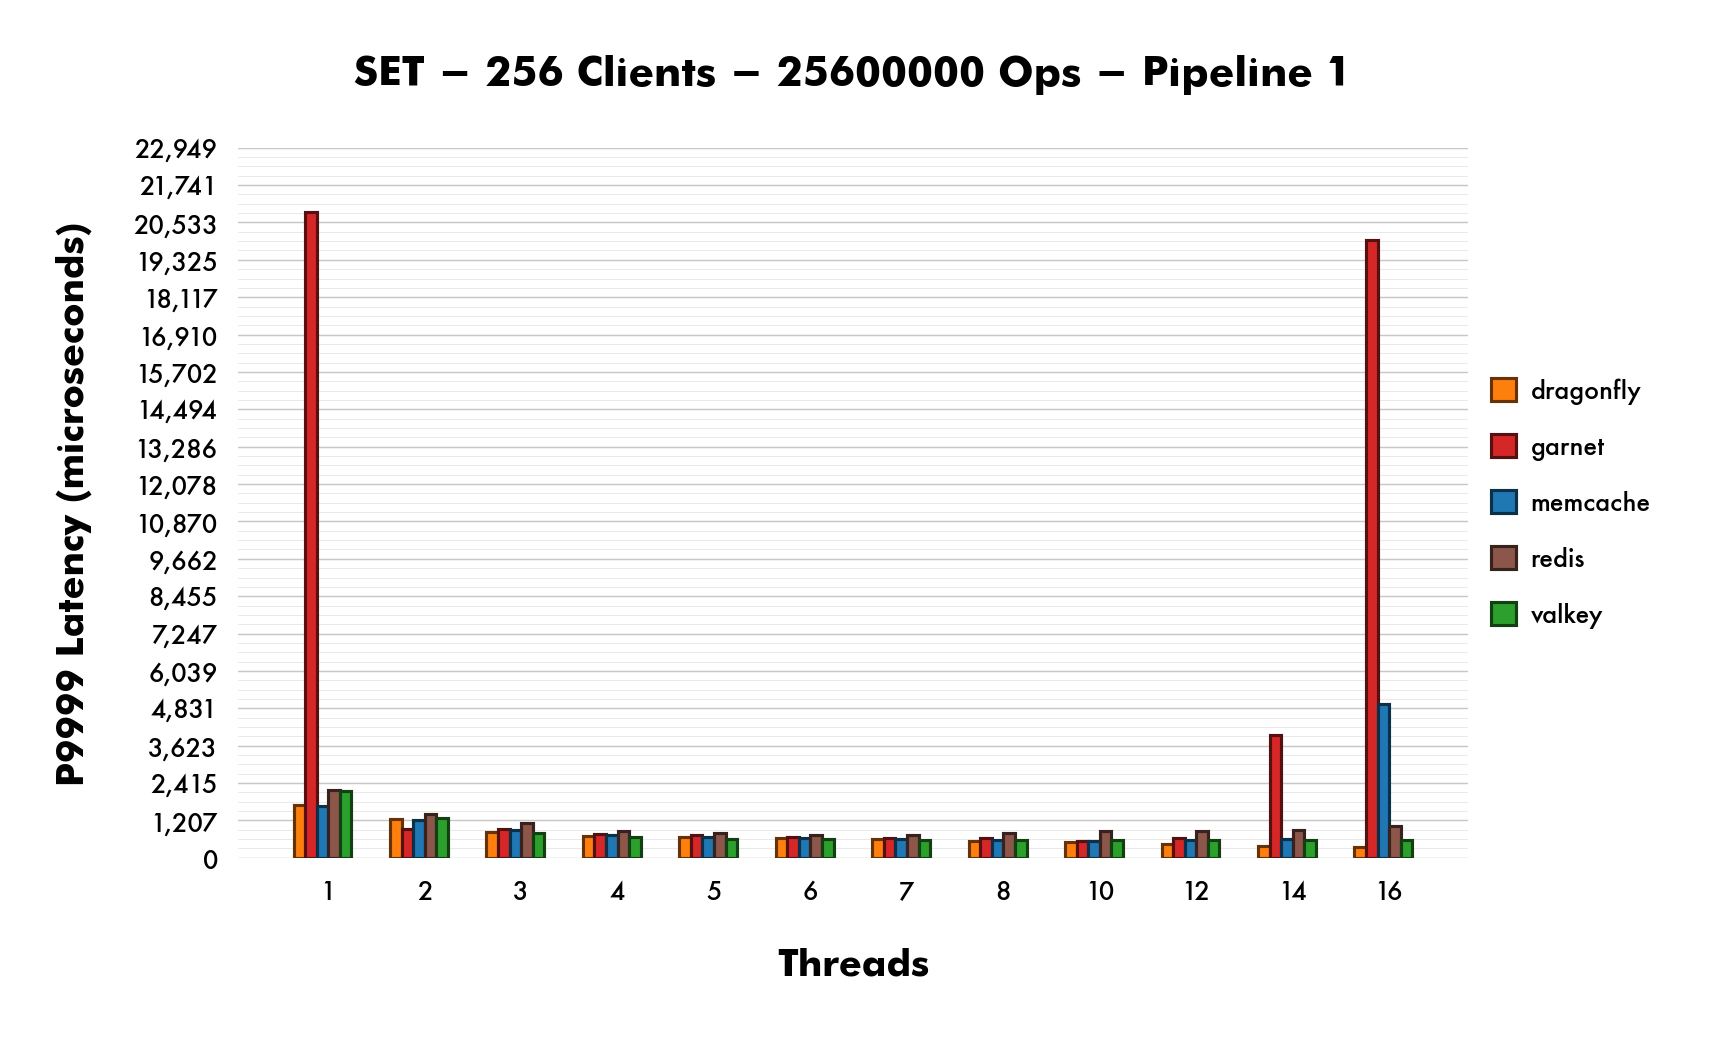 SET – 256 Clients – 25600000 Ops – Pipeline 1
P9999 Latency (microseconds)
22,949
21,741
20,533
19,325
18,117
16,910
15,702
14,494
13,286
12,078
10,870
9,662
8,455
7,247
6,039
4,831
3,623
2,415
1,207
0
1 2 3 4 5 6 7 8 10 12 14 16
Threads
dragonfly
garnet
memcache
redis
valkey